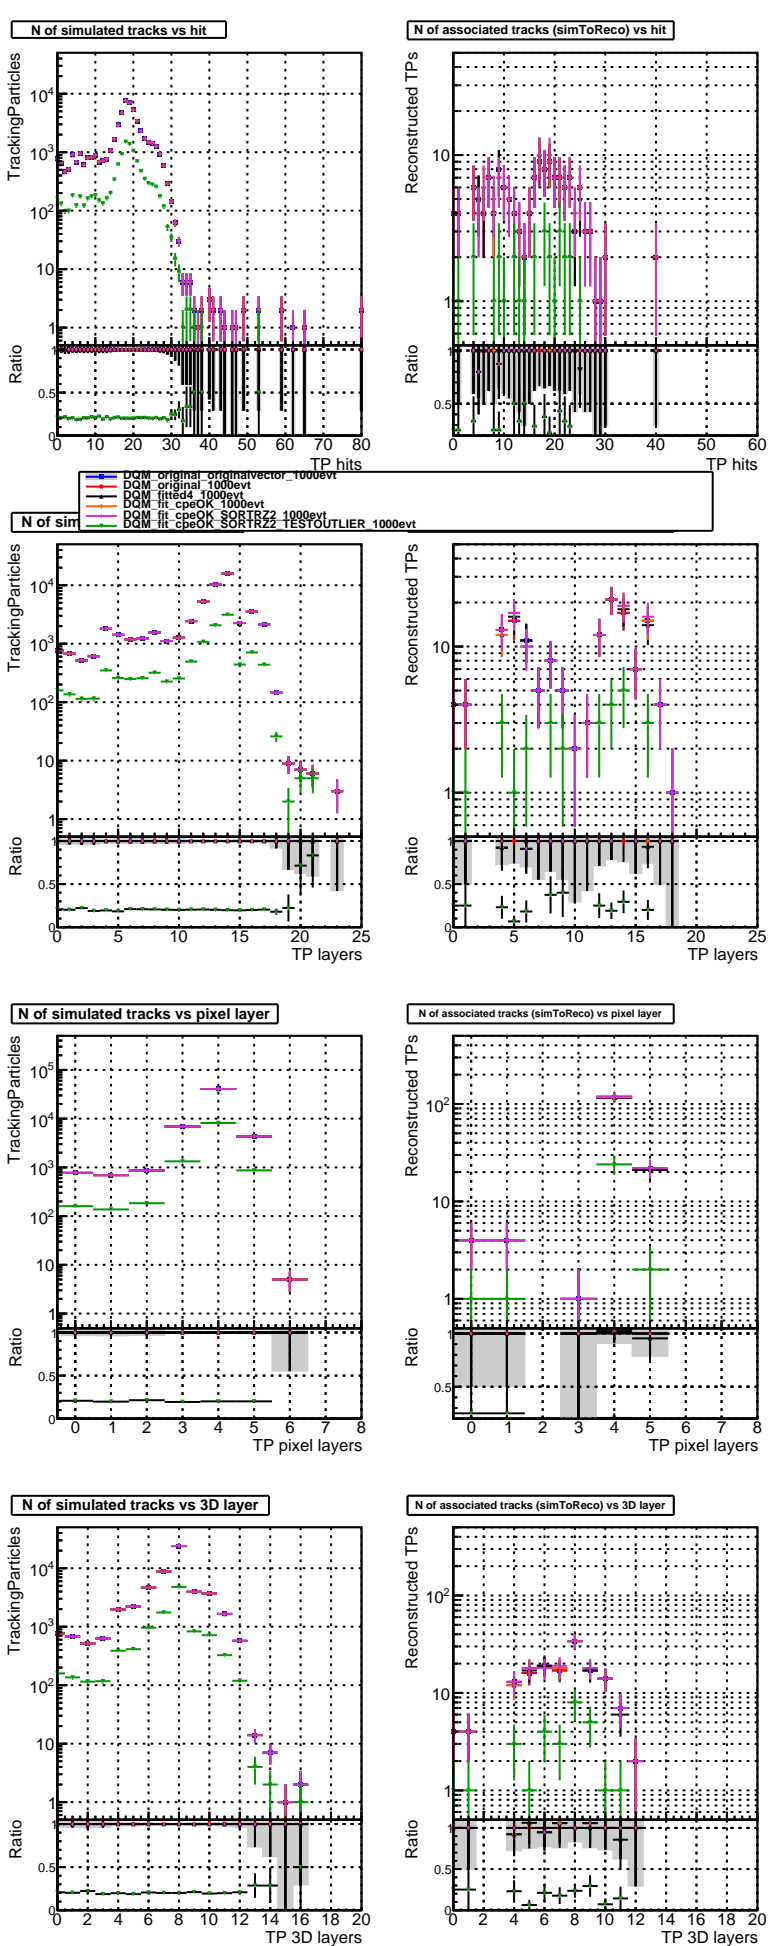 N of simulated tracks vs hit
N of associated tracks (simToReco) vs hit
TrackingParticles
10⁴
10³
10²
10
1
Reconstructed TPs
10
1
Ratio
1
0.5
0
Ratio
1
0.5
0 10 20 30 40 50 60 70 80
TP hits
0 10 20 30 40 50 60
TP hits
DQM_original_originalvector_1000evt
DQM_original_1000evt
DQM_fitted4_1000evt
DQM_fit_cpeOK_1000evt
DQM_fit_cpeOK_SORTRZ2_1000evt
DQM_fit_cpeOK_SORTRZ2_TESTOUTLIER_1000evt
N of sim
TrackingParticles
10⁴
10³
10²
10
1
Reconstructed TPs
10
1
Ratio
1
0.5
0
Ratio
1
0.5
0
0 5 10 15 20 25
TP layers
0 5 10 15 20 25
TP layers
N of simulated tracks vs pixel layer
N of associated tracks (simToReco) vs pixel layer
TrackingParticles
10⁵
10⁴
10³
10²
10
1
Reconstructed TPs
10²
10
1
Ratio
1
0.5
0
Ratio
1
0.5
0 1 2 3 4 5 6 7 8
TP pixel layers
0 1 2 3 4 5 6 7 8
TP pixel layers
N of simulated tracks vs 3D layer
N of associated tracks (simToReco) vs 3D layer
TrackingParticles
10⁴
10³
10²
10
1
Reconstructed TPs
10²
10
1
Ratio
1
0.5
0
Ratio
1
0.5
0
0 2 4 6 8 10 12 14 16 18 20
TP 3D layers
0 2 4 6 8 10 12 14 16 18 20
TP 3D layers